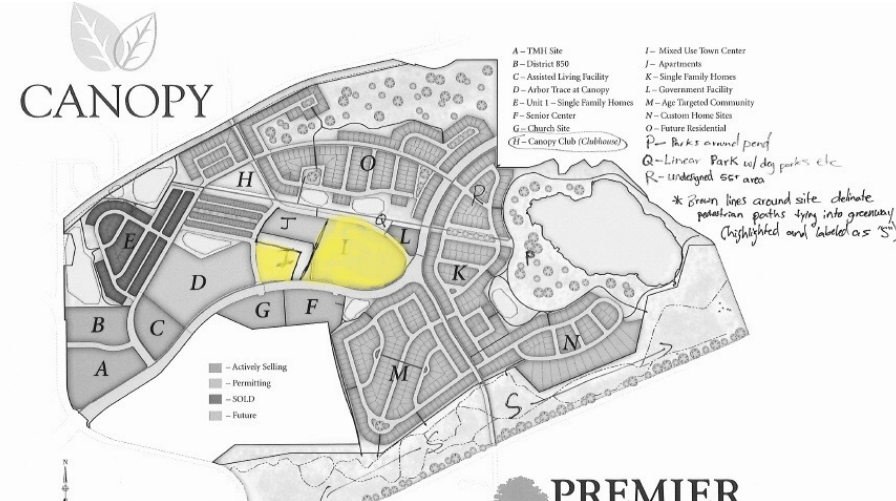 CANOPY
A – TMH Site
B – District 850
C – Assisted Living Facility
D – Arbor Trace at Canopy
E – Unit 1 – Single Family Homes
F – Senior Center
G – Church Site
H – Canopy Club (Clubhouse)
I – Mixed Use Town Center
J – Apartments
K – Single Family Homes
L – Government Facility
M – Age Targeted Community
N – Custom Home Sites
O – Future Residential
P – Parks around pond
Q – Linear Park w/ dog parks etc
R – undesigned 55+ area
* Brown lines around site delinate
pedestrian paths tying into greenway
(highlighted and labeled as "S"
O
H
R
J
Q
I
L
E
P
D
K
B
C
G
F
N
A
M
S
S
S
– Actively Selling
– Permitting
– SOLD
– Future
N
PREMIER